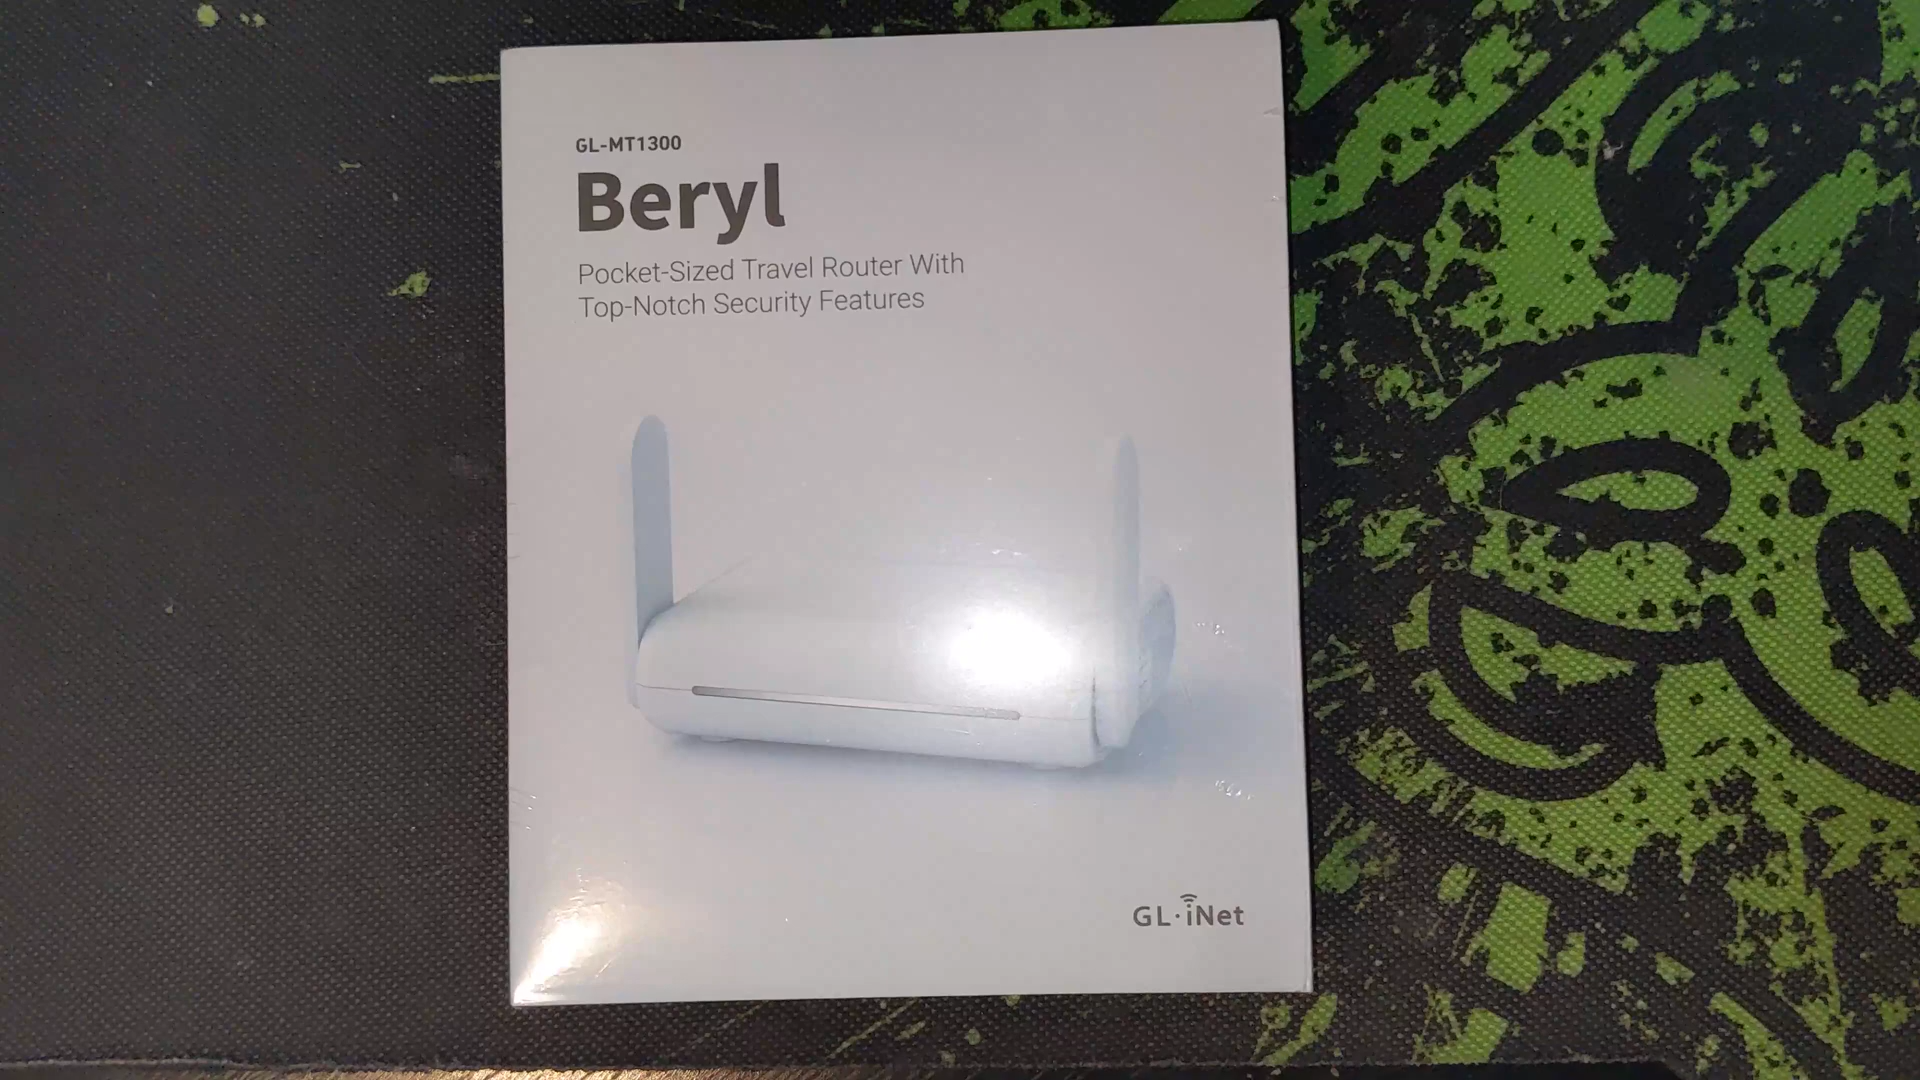 GL-MT1300
Beryl
Pocket-Sized Travel Router With
Top-Notch Security Features
GL·iNet